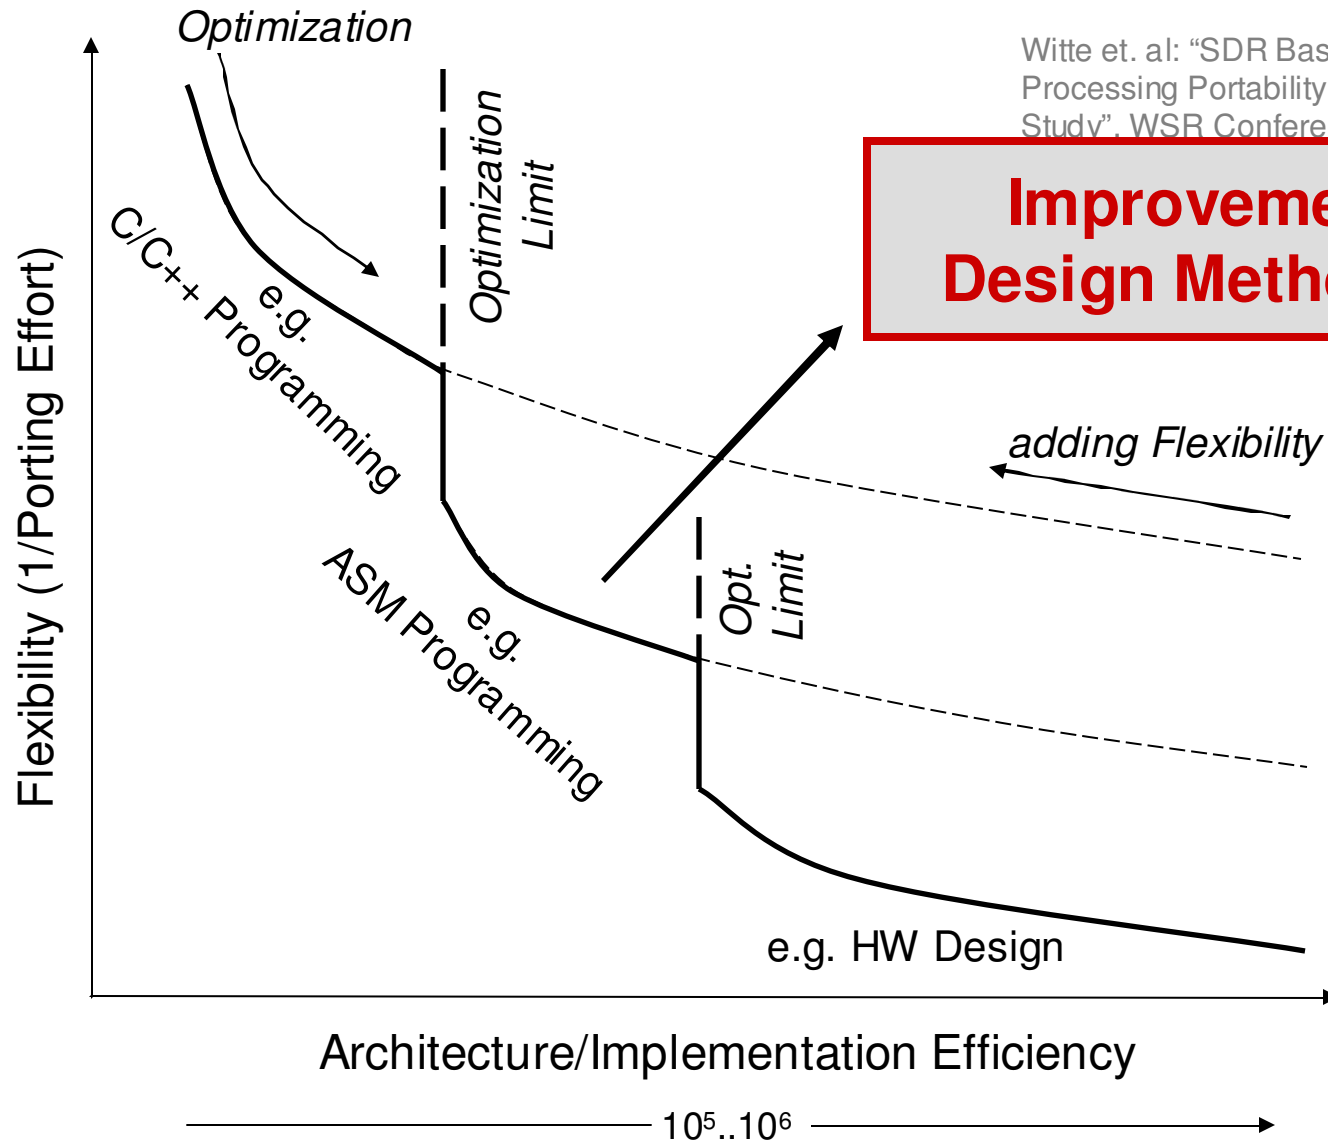 Optimization
Witte et. al: “SDR Bas
Processing Portability
Study”, WSR Confere
Improveme
Design Metho
Optimization
Limit
C/C++ Programming
e.g.
adding Flexibility
Opt.
Limit
e.g.
ASM Programming
e.g. HW Design
Flexibility (1/Porting Effort)
Architecture/Implementation Efficiency
10⁵..10⁶